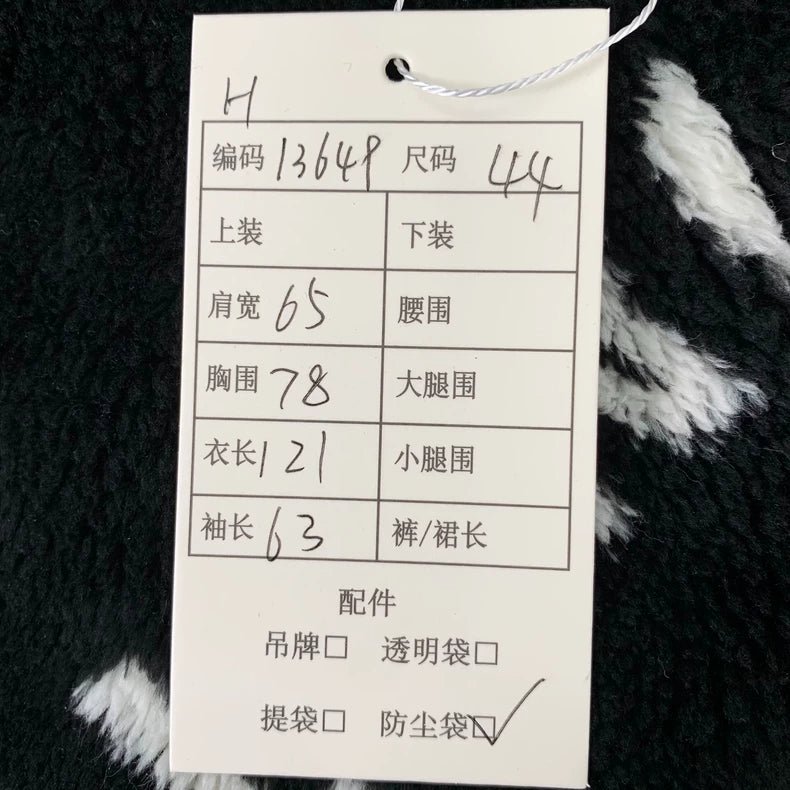 H
编码 13649 尺码 44
上装 下装
肩宽 65 腰围
胸围 78 大腿围
衣长 121 小腿围
袖长 63 裤/裙长
配件
吊牌□ 透明袋□
提袋□ 防尘袋☑